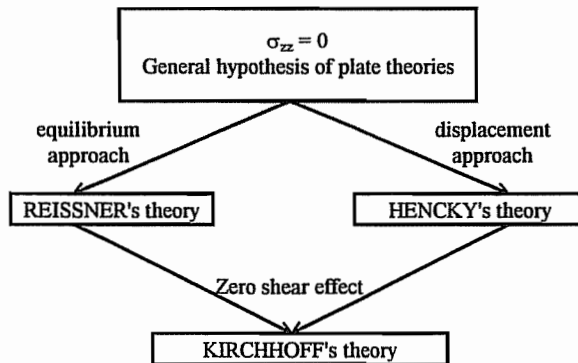 σzz = 0
General hypothesis of plate theories
equilibrium
approach
displacement
approach
REISSNER's theory
HENCKY's theory
Zero shear effect
KIRCHHOFF's theory